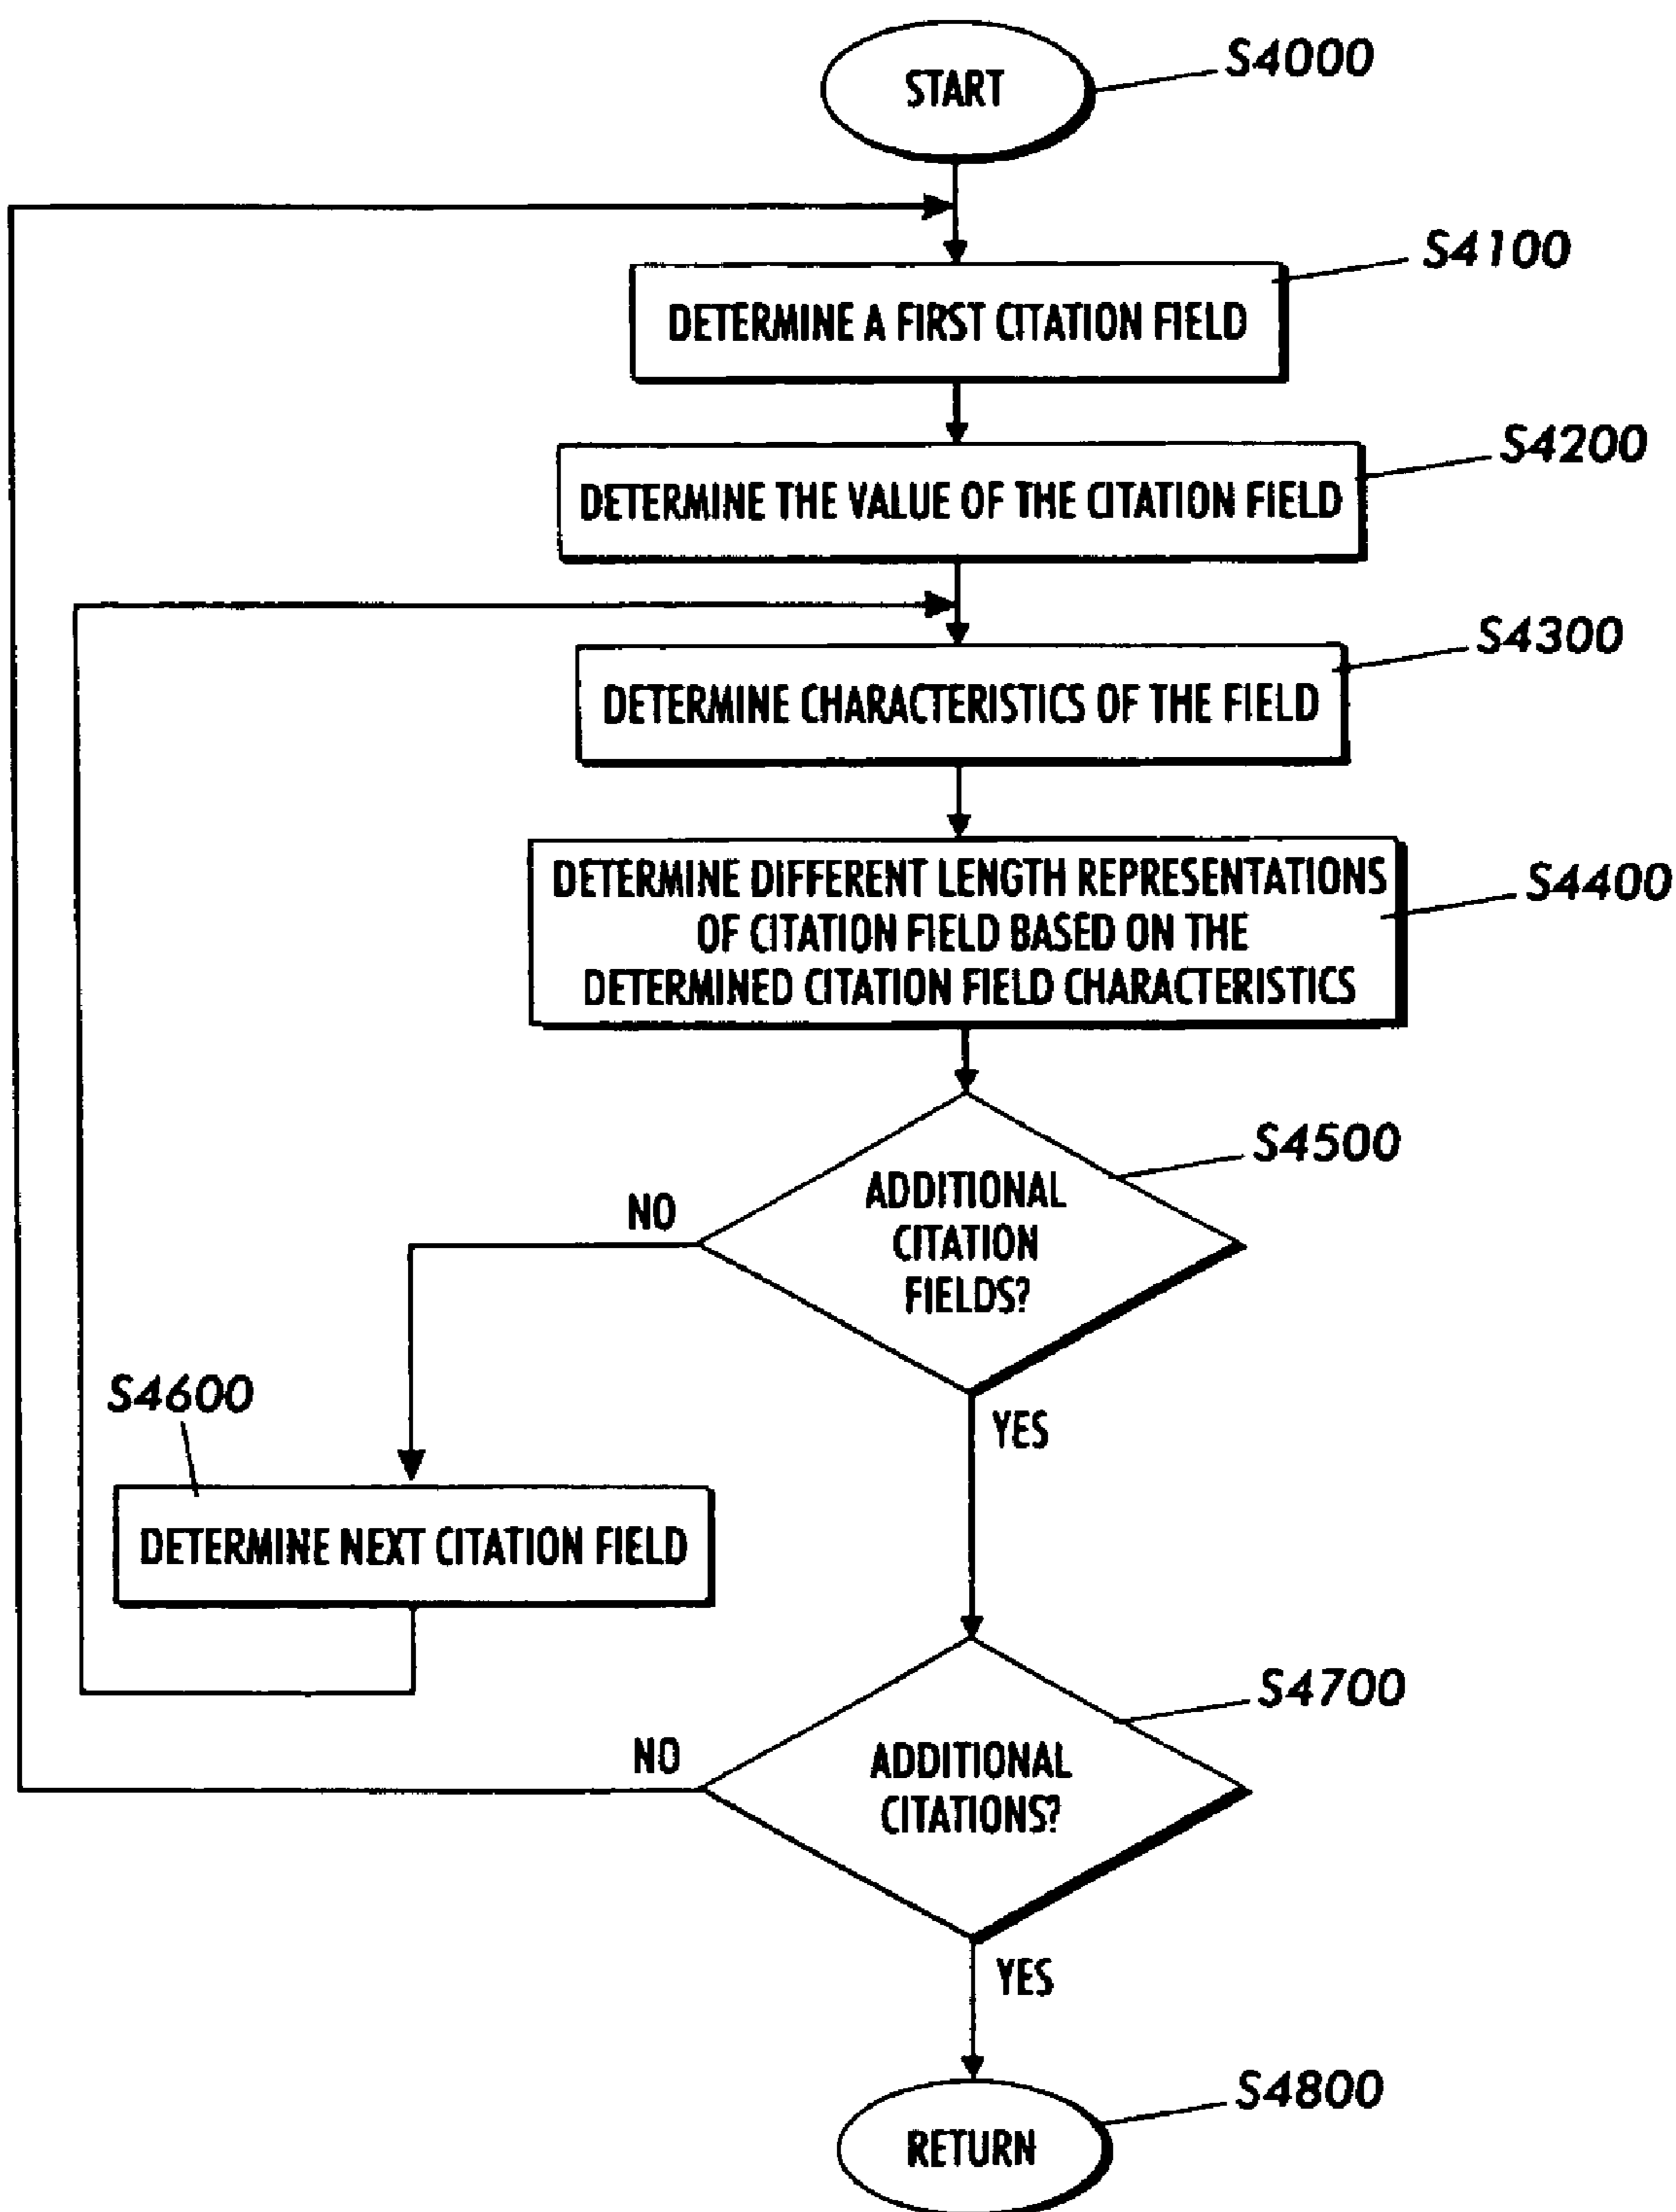 START
S4000
S4100
DETERMINE A FIRST CITATION FIELD
S4200
DETERMINE THE VALUE OF THE CITATION FIELD
S4300
DETERMINE CHARACTERISTICS OF THE FIELD
S4400
DETERMINE DIFFERENT LENGTH REPRESENTATIONS
OF CITATION FIELD BASED ON THE
DETERMINED CITATION FIELD CHARACTERISTICS
S4500
ADDITIONAL
CITATION
FIELDS?
NO
YES
S4600
DETERMINE NEXT CITATION FIELD
S4700
ADDITIONAL
CITATIONS?
NO
YES
S4800
RETURN